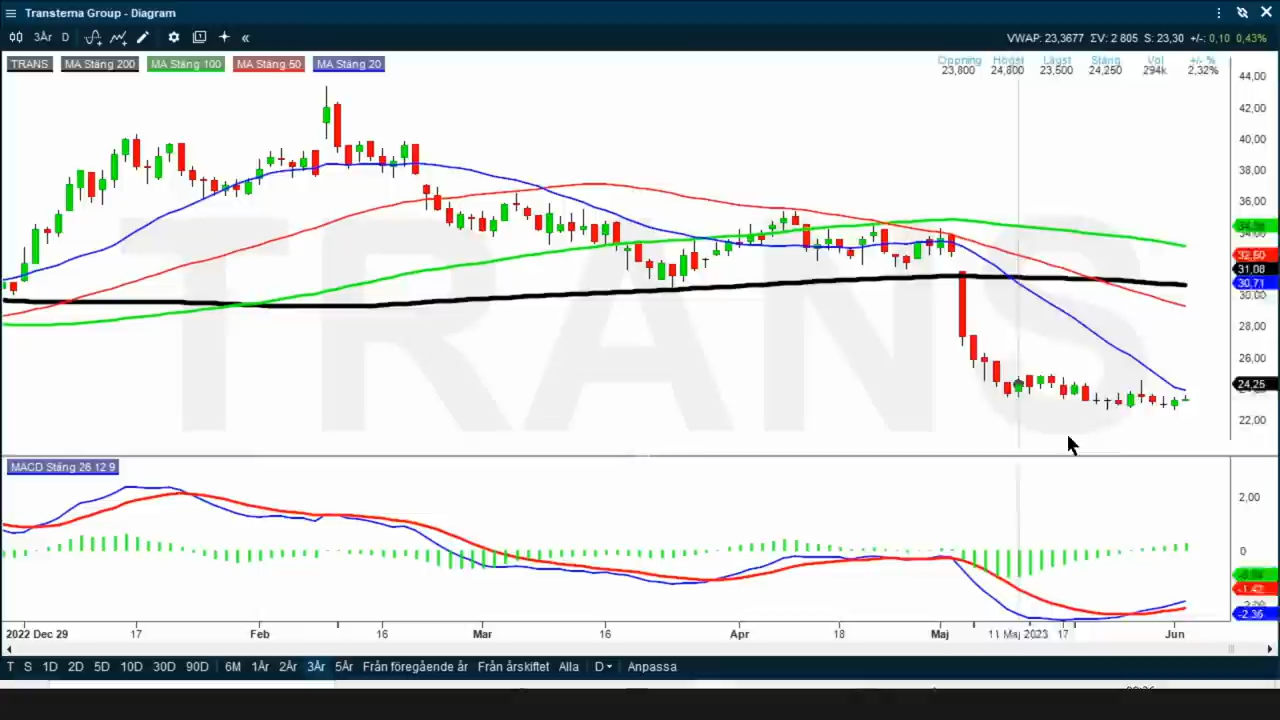 Transtema Group - Diagram
3År D «
VWAP: 23,3677 ΣV: 2 805 S: 23,30 +/-: 0,10 0,43%
TRANS MA Stäng 200 MA Stäng 100 MA Stäng 50 MA Stäng 20
Öppning Högst Lägst Stäng Vol +/- %
23,800 24,600 23,500 24,250 294k 2,32%
44,00
42,00
40,00
38,00
36,00
34,00
32,50
31,08
30,71
30,00
28,00
26,00
24,25
22,00
TRANS
MACD Stäng 26 12 9
2,00
0
-1,42
-2,36
2022 Dec 29 17 Feb 16 Mar 16 Apr 18 Maj 11 Maj 2023 17 Jun
T S 1D 2D 5D 10D 30D 90D 6M 1År 2År 3År 5År Från föregående år Från årskiftet Alla D Anpassa